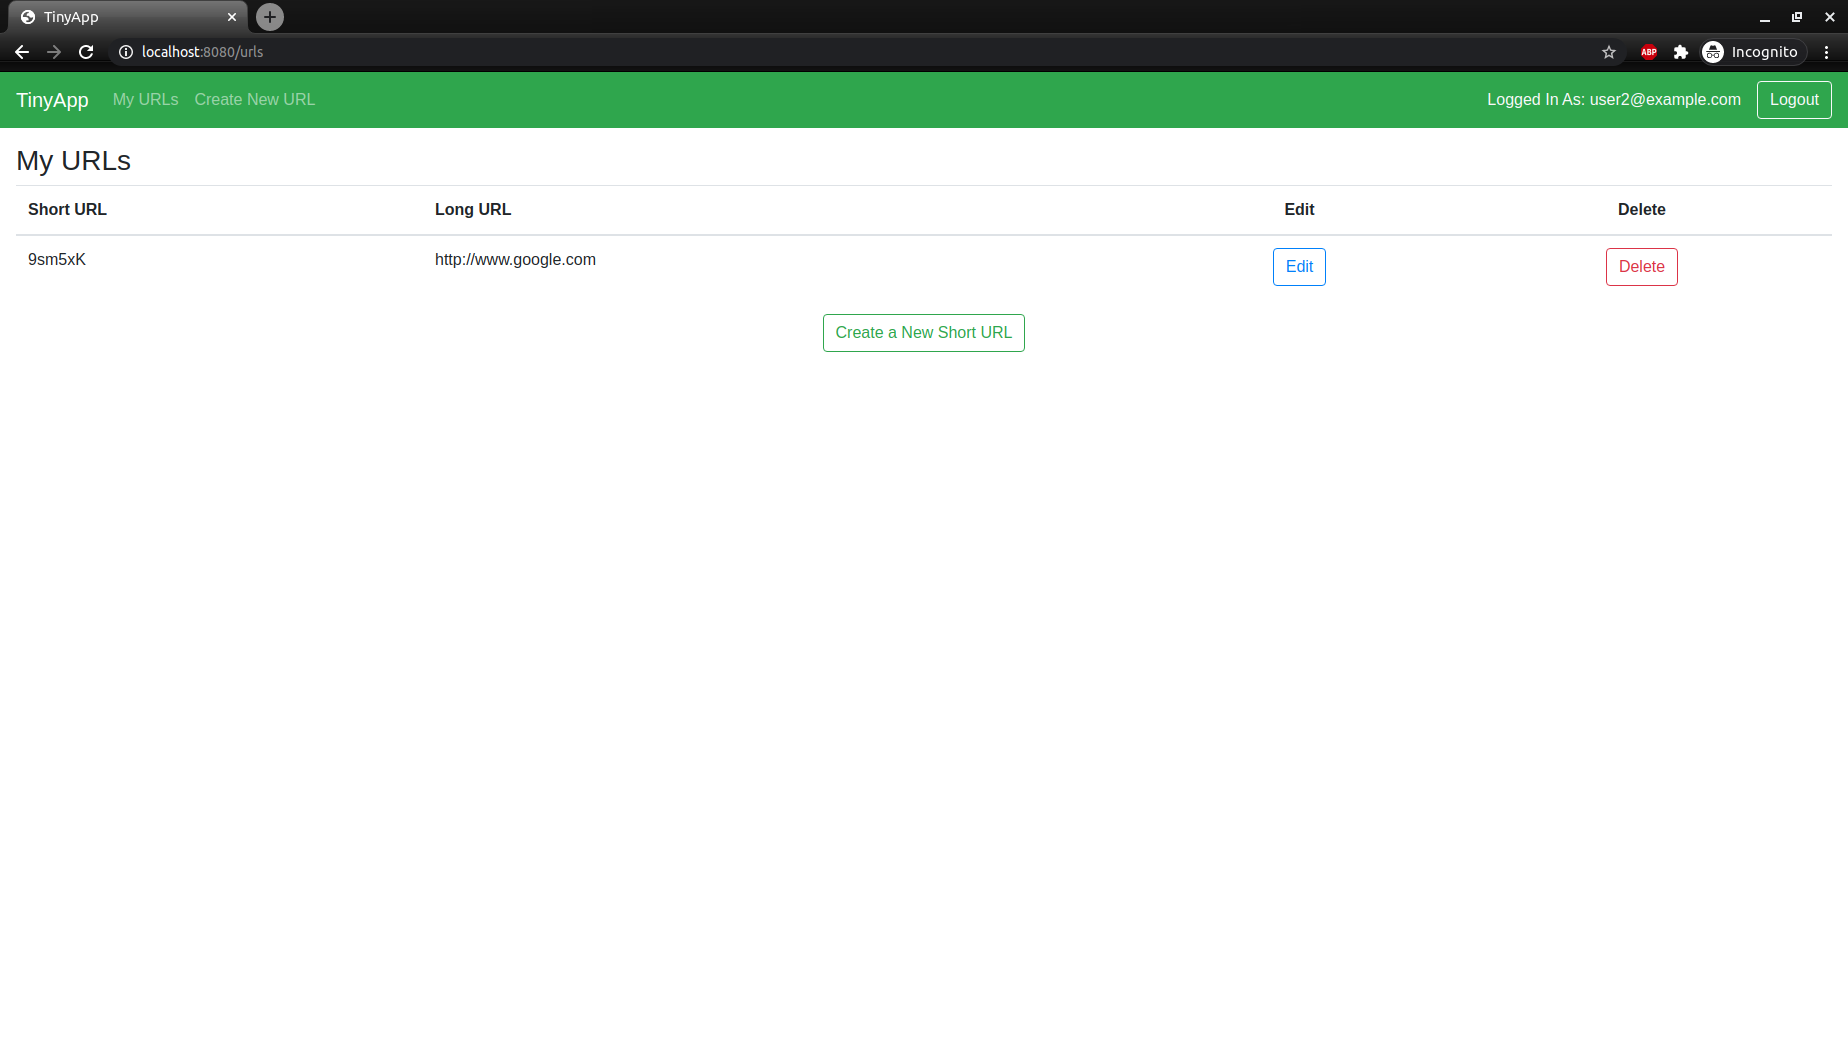 TinyApp
localhost:8080/urls
ABP
Incognito
TinyApp My URLs Create New URL Logged In As: user2@example.com Logout
My URLs
Short URL Long URL Edit Delete
9sm5xK http://www.google.com Edit Delete
Create a New Short URL